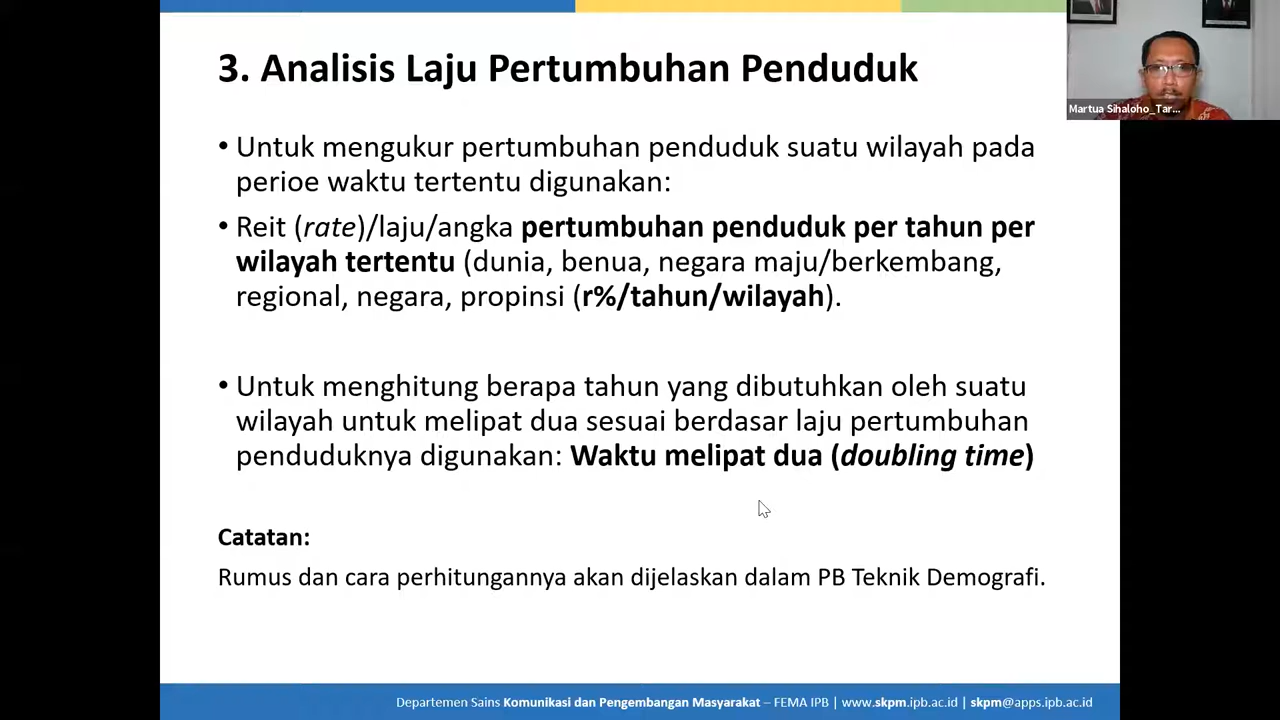 3. Analisis Laju Pertumbuhan Penduduk
Martua Sihaloho_Tar...
• Untuk mengukur pertumbuhan penduduk suatu wilayah pada
perioe waktu tertentu digunakan:
• Reit (rate)/laju/angka pertumbuhan penduduk per tahun per
wilayah tertentu (dunia, benua, negara maju/berkembang,
regional, negara, propinsi (r%/tahun/wilayah).
• Untuk menghitung berapa tahun yang dibutuhkan oleh suatu
wilayah untuk melipat dua sesuai berdasar laju pertumbuhan
penduduknya digunakan: Waktu melipat dua (doubling time)
Catatan:
Rumus dan cara perhitungannya akan dijelaskan dalam PB Teknik Demografi.
Departemen Sains Komunikasi dan Pengembangan Masyarakat – FEMA IPB | www.skpm.ipb.ac.id | skpm@apps.ipb.ac.id